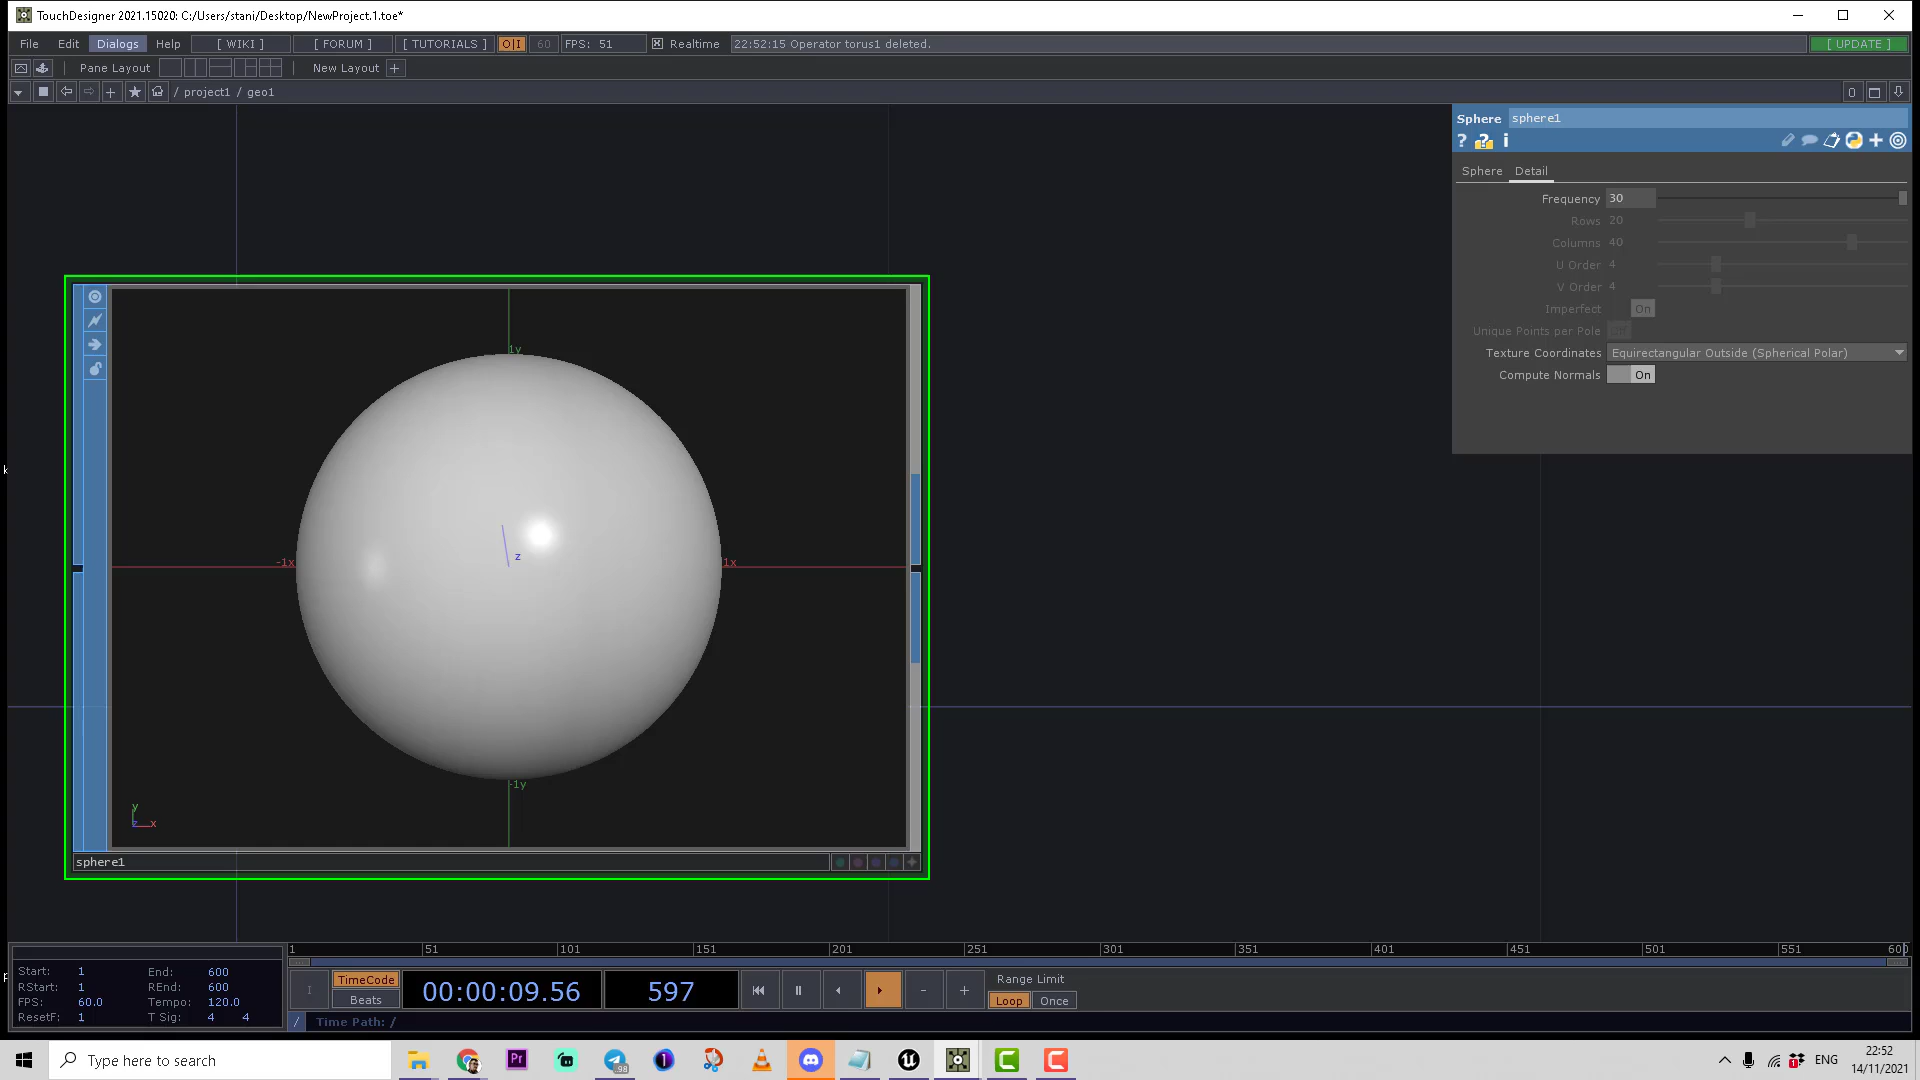 TouchDesigner 2021.15020: C:/Users/stani/Desktop/NewProject.1.toe*
File Edit Dialogs Help [ WIKI ] [ FORUM ] [ TUTORIALS ] O|I 60 FPS: 51 Realtime 22:52:15 Operator torus1 deleted. [ UPDATE ]
Pane Layout New Layout +
/ project1 / geo1 0
Sphere sphere1
? ? i
Sphere Detail
Frequency 30
Rows 20
Columns 40
U Order 4
V Order 4
Imperfect On
Unique Points per Pole
Texture Coordinates Equirectangular Outside (Spherical Polar)
Compute Normals On
1y
z
-1x 1x
-1y
y
z x
sphere1
1 51 101 151 201 251 301 351 401 451 501 551 600
Start: 1 End: 600
RStart: 1 REnd: 600
FPS: 60.0 Tempo: 120.0
ResetF: 1 T Sig: 4 4
I TimeCode Beats 00:00:09.56 597 - + Range Limit
Loop Once
/ Time Path: /
Type here to search Pr 98 ENG 22:52
14/11/2021